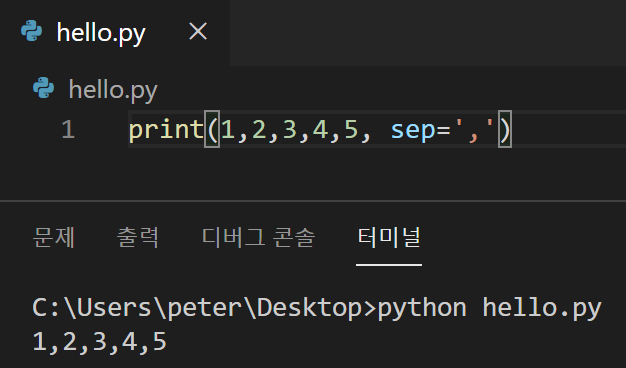 hello.py
hello.py
1 print(1,2,3,4,5, sep=',')
문제 출력 디버그 콘솔 터미널
C:\Users\peter\Desktop>python hello.py
1,2,3,4,5